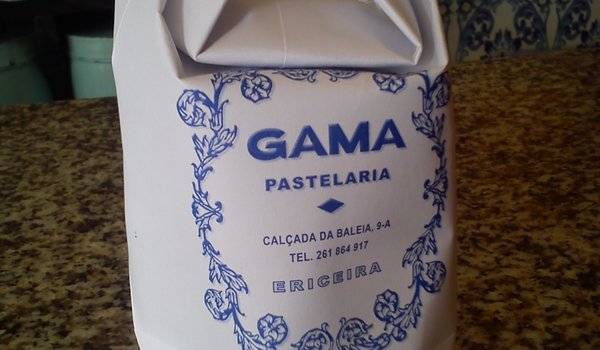 GAMA
PASTELARIA
CALÇADA DA BALEIA, 9-A
TEL. 261 864 917
ERICEIRA